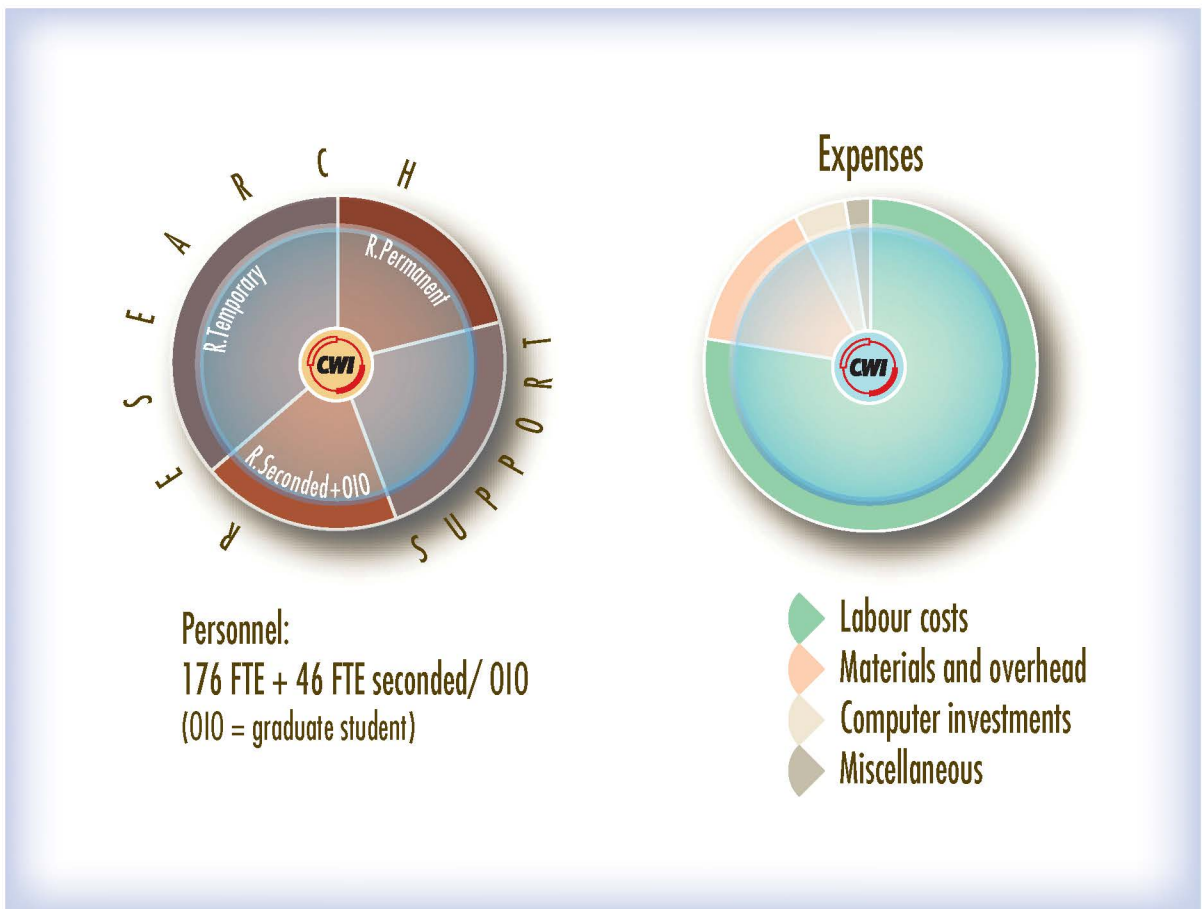 RESEARCH
R.Temporary
R.Permanent
R.Seconded+OIO
SUPPORT
CWI
Personnel:
176 FTE + 46 FTE seconded/ OIO
(OIO = graduate student)
Expenses
CWI
Labour costs
Materials and overhead
Computer investments
Miscellaneous